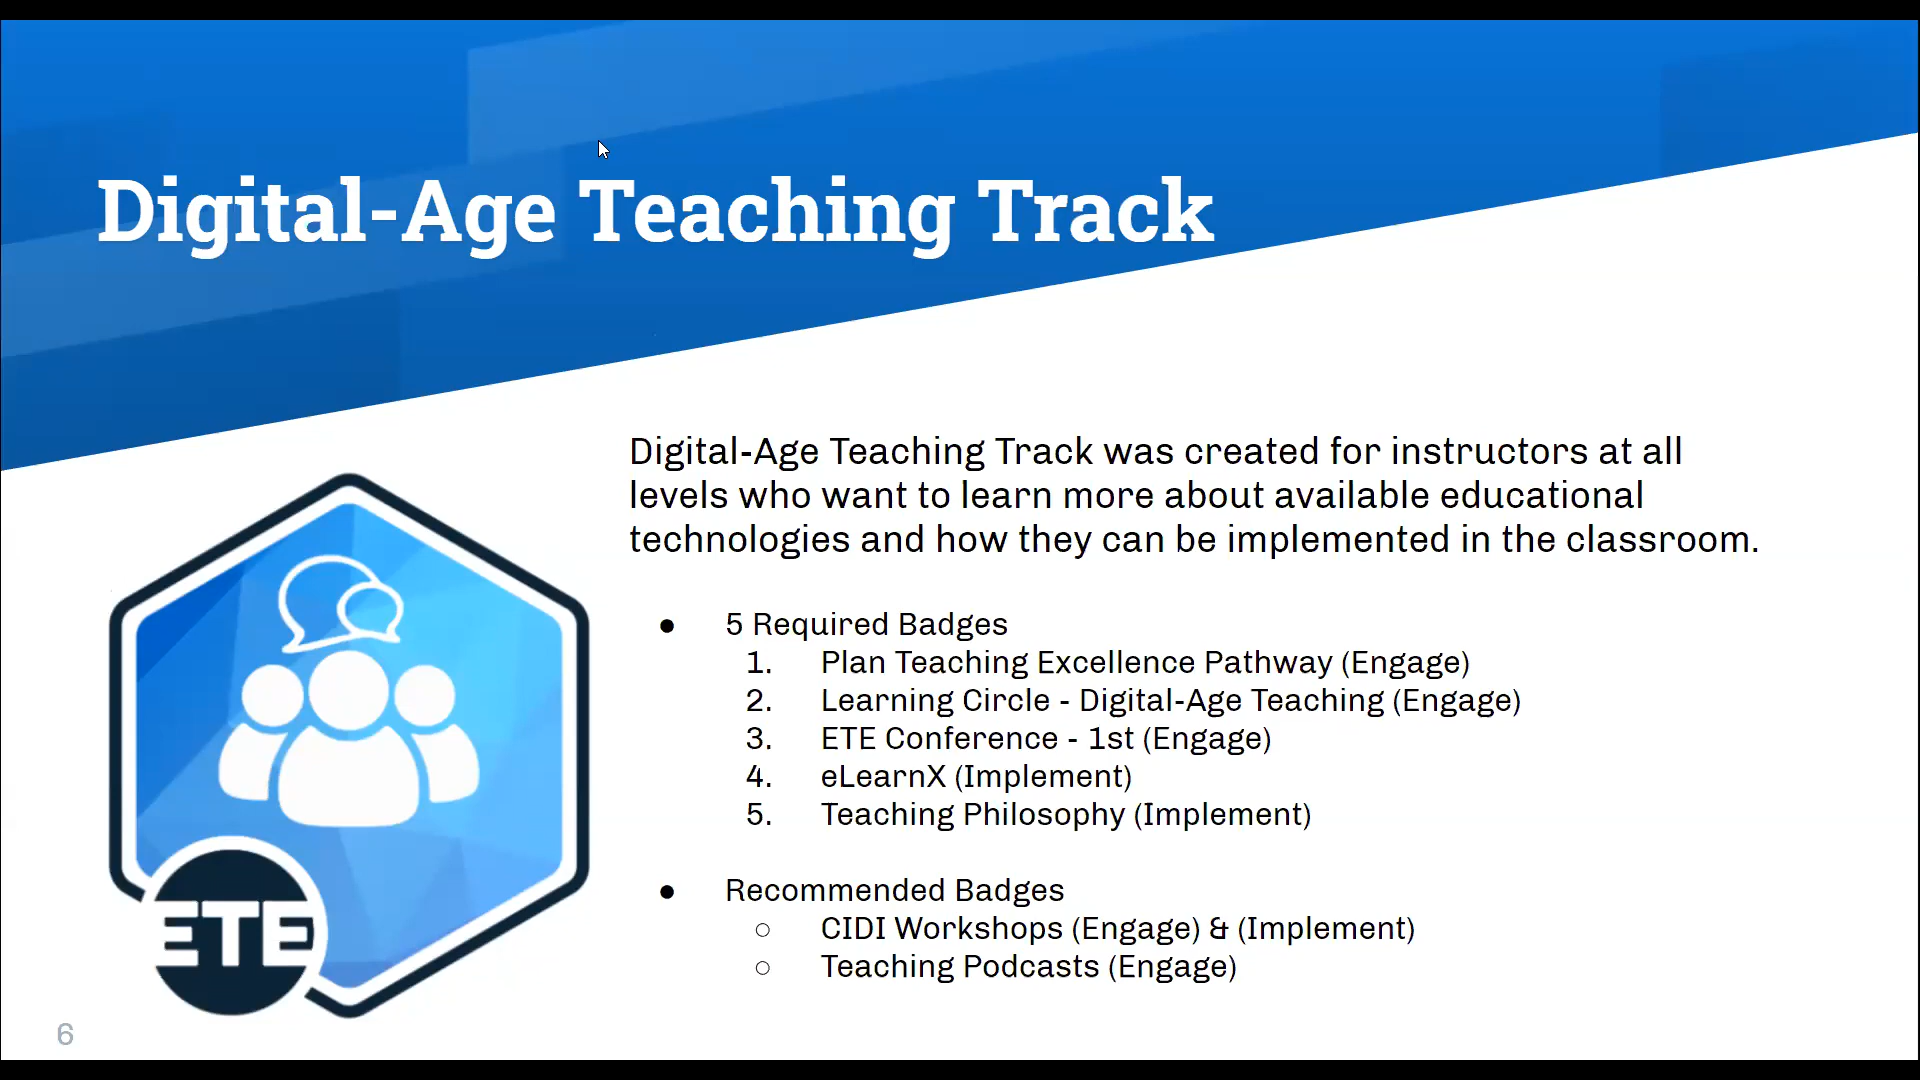 Digital-Age Teaching Track
Digital-Age Teaching Track was created for instructors at all
levels who want to learn more about available educational
technologies and how they can be implemented in the classroom.
● 5 Required Badges
1. Plan Teaching Excellence Pathway (Engage)
2. Learning Circle - Digital-Age Teaching (Engage)
3. ETE Conference - 1st (Engage)
4. eLearnX (Implement)
5. Teaching Philosophy (Implement)
● Recommended Badges
○ CIDI Workshops (Engage) & (Implement)
○ Teaching Podcasts (Engage)
ETE
6